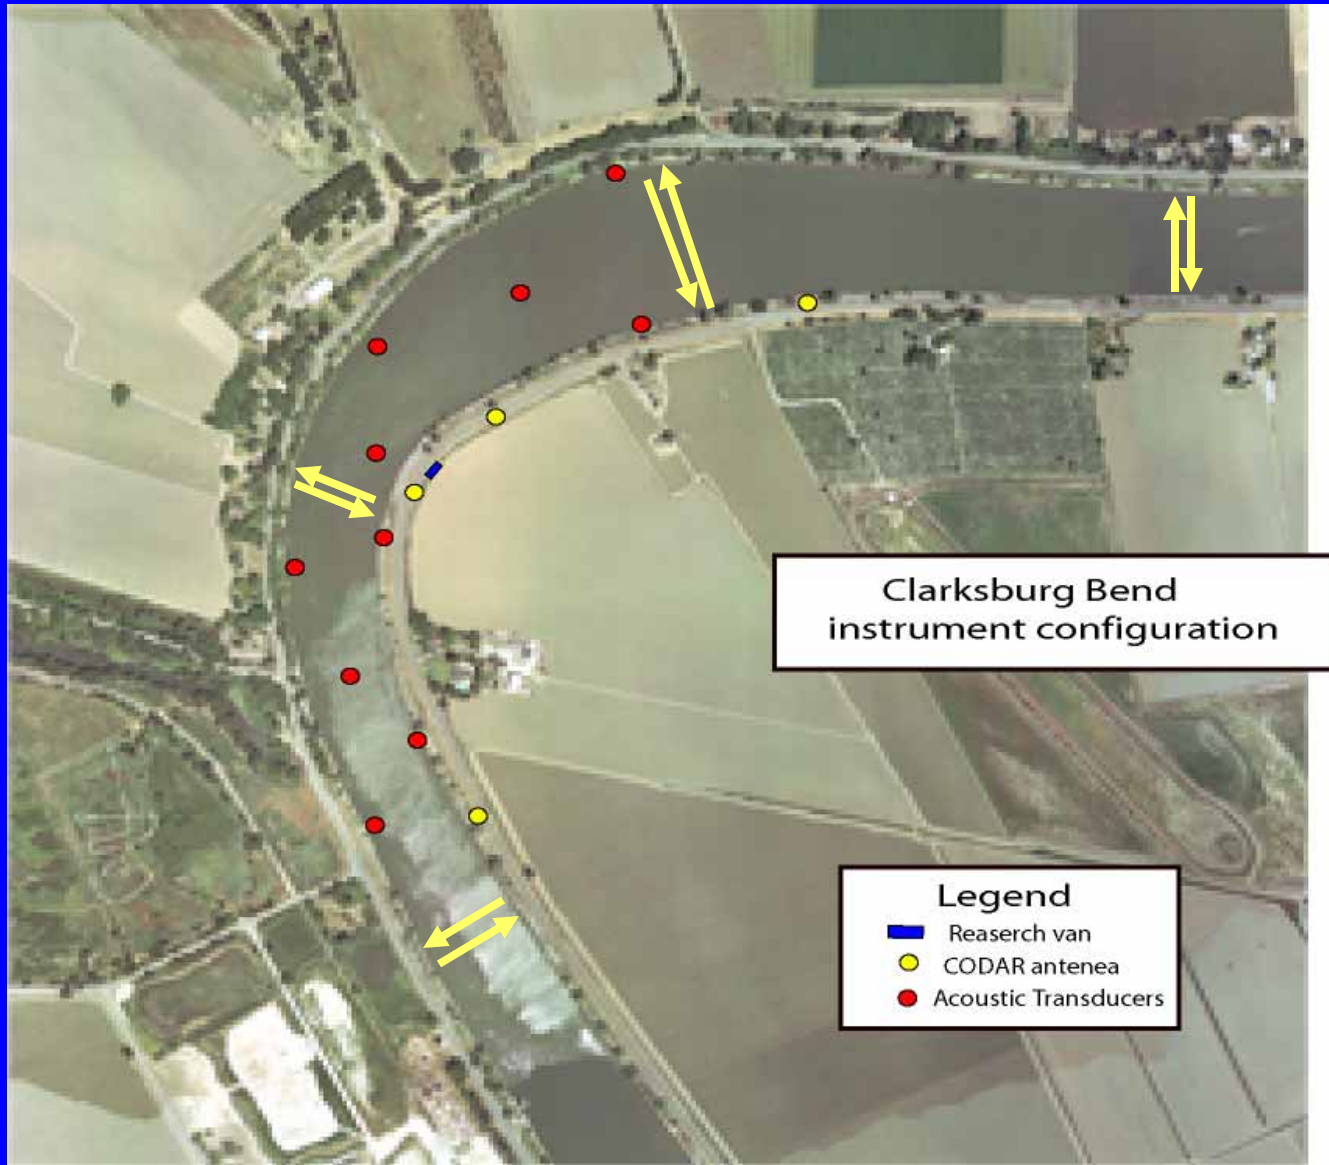 Clarksburg Bend
instrument configuration
Legend
Reaserch van
CODAR antenea
Acoustic Transducers